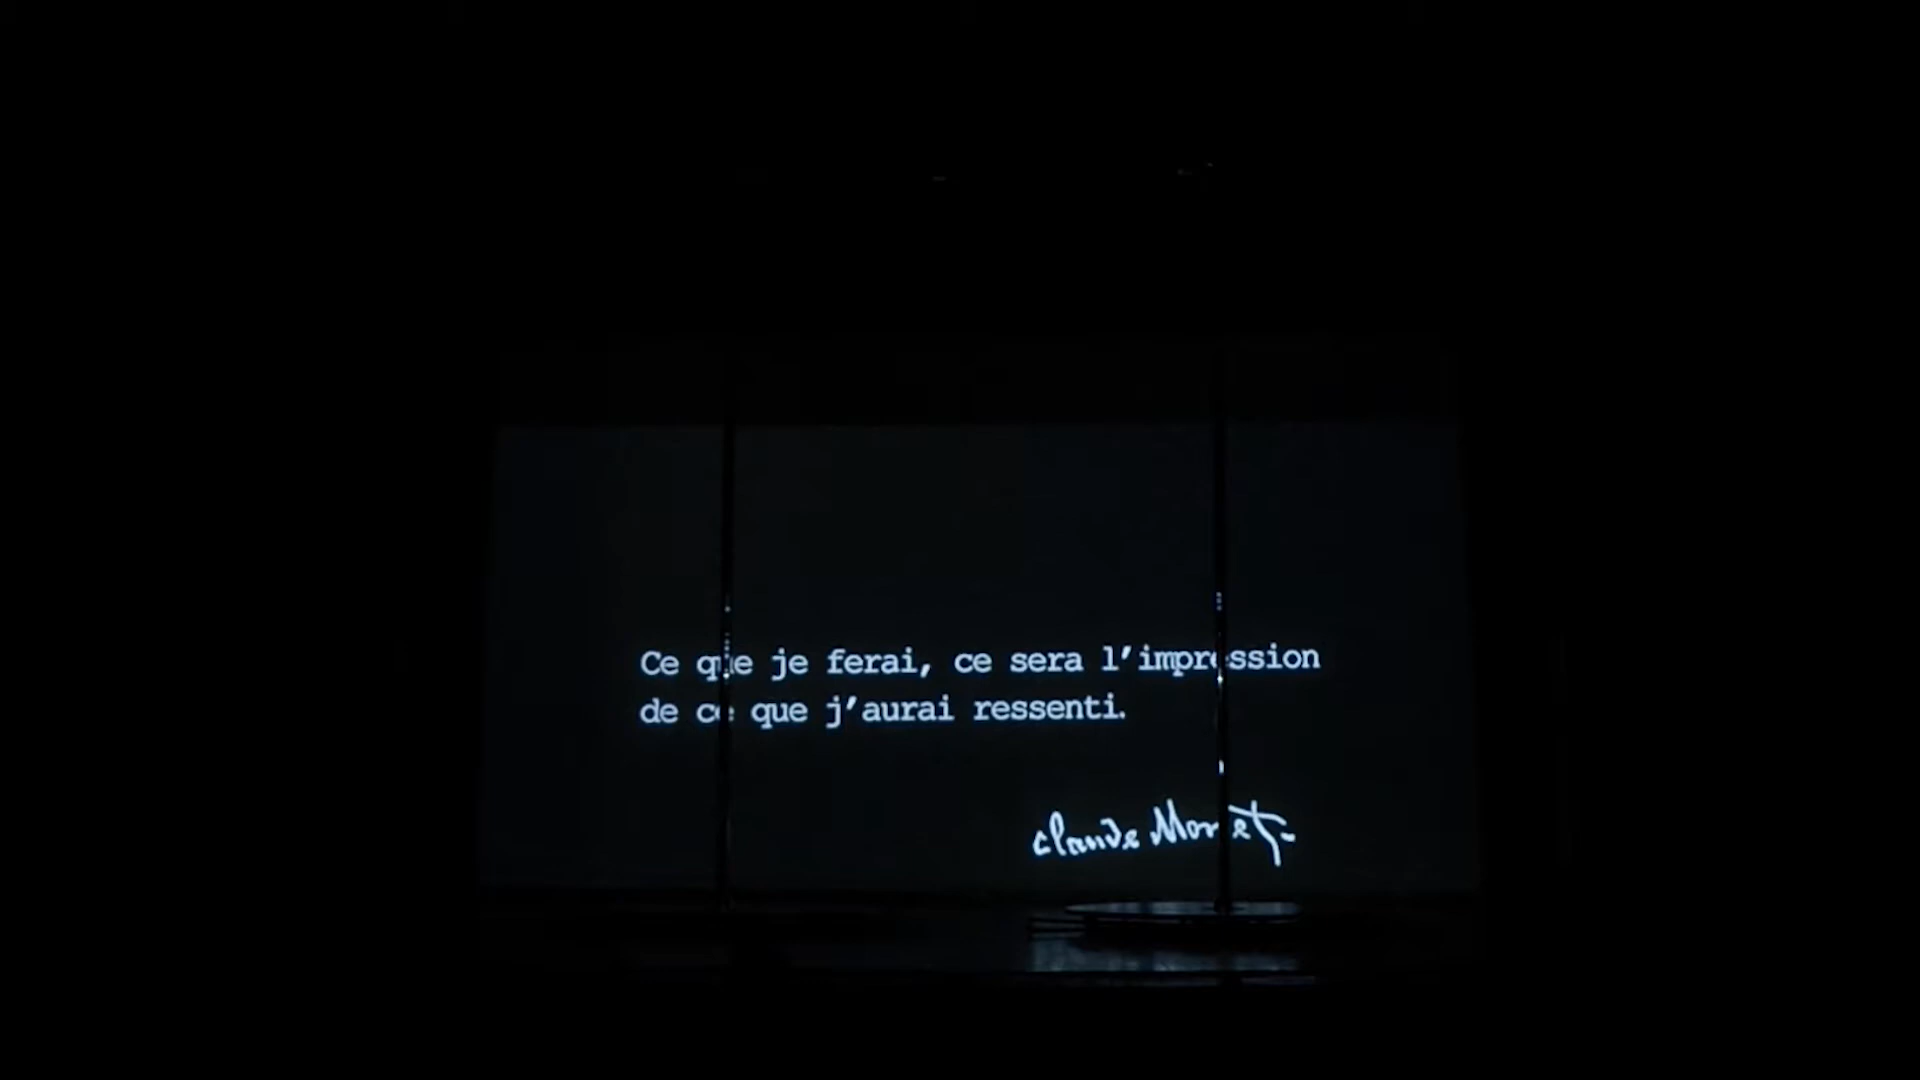 Ce que je ferai, ce sera l’impression
de ce que j’aurai ressenti.
Claude Monet